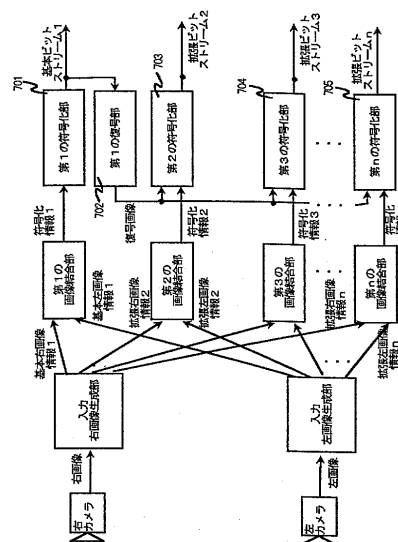 右カメラ
右画像
入力
右画像生成部
左カメラ
左画像
入力
左画像生成部
基本右画像
情報1
基本左画像
情報1
拡張右画像
情報2
拡張左画像
情報2
拡張右画像
情報n
拡張左画像
情報n
第1の
画像結合部
第2の
画像結合部
第3の
画像結合部
第nの
画像結合部
符号化
情報1
符号化
情報2
符号化
情報3
復号画像
701
第1の符号化部
702
第1の復号部
703
第2の符号化部
704
第3の符号化部
705
第nの符号化部
基本ビット
ストリーム1
拡張ビット
ストリーム2
拡張ビット
ストリーム3
拡張ビット
ストリームn